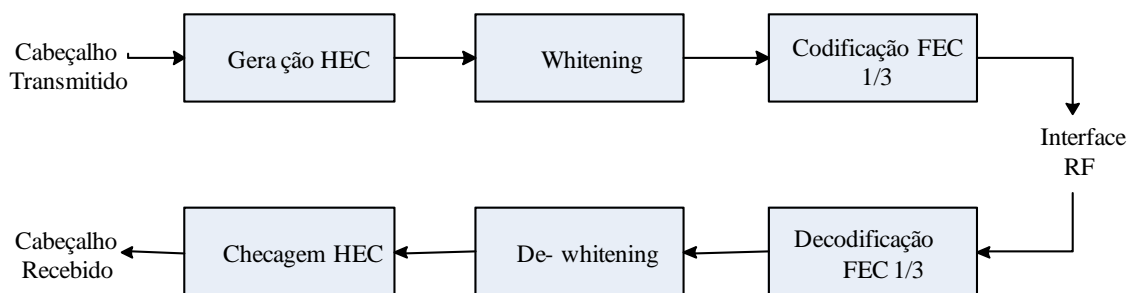 Cabeçalho
Transmitido
Gera ção HEC
Whitening
Codificação FEC
1/3
Interface
RF
Decodificação
FEC 1/3
De- whitening
Checagem HEC
Cabeçalho
Recebido